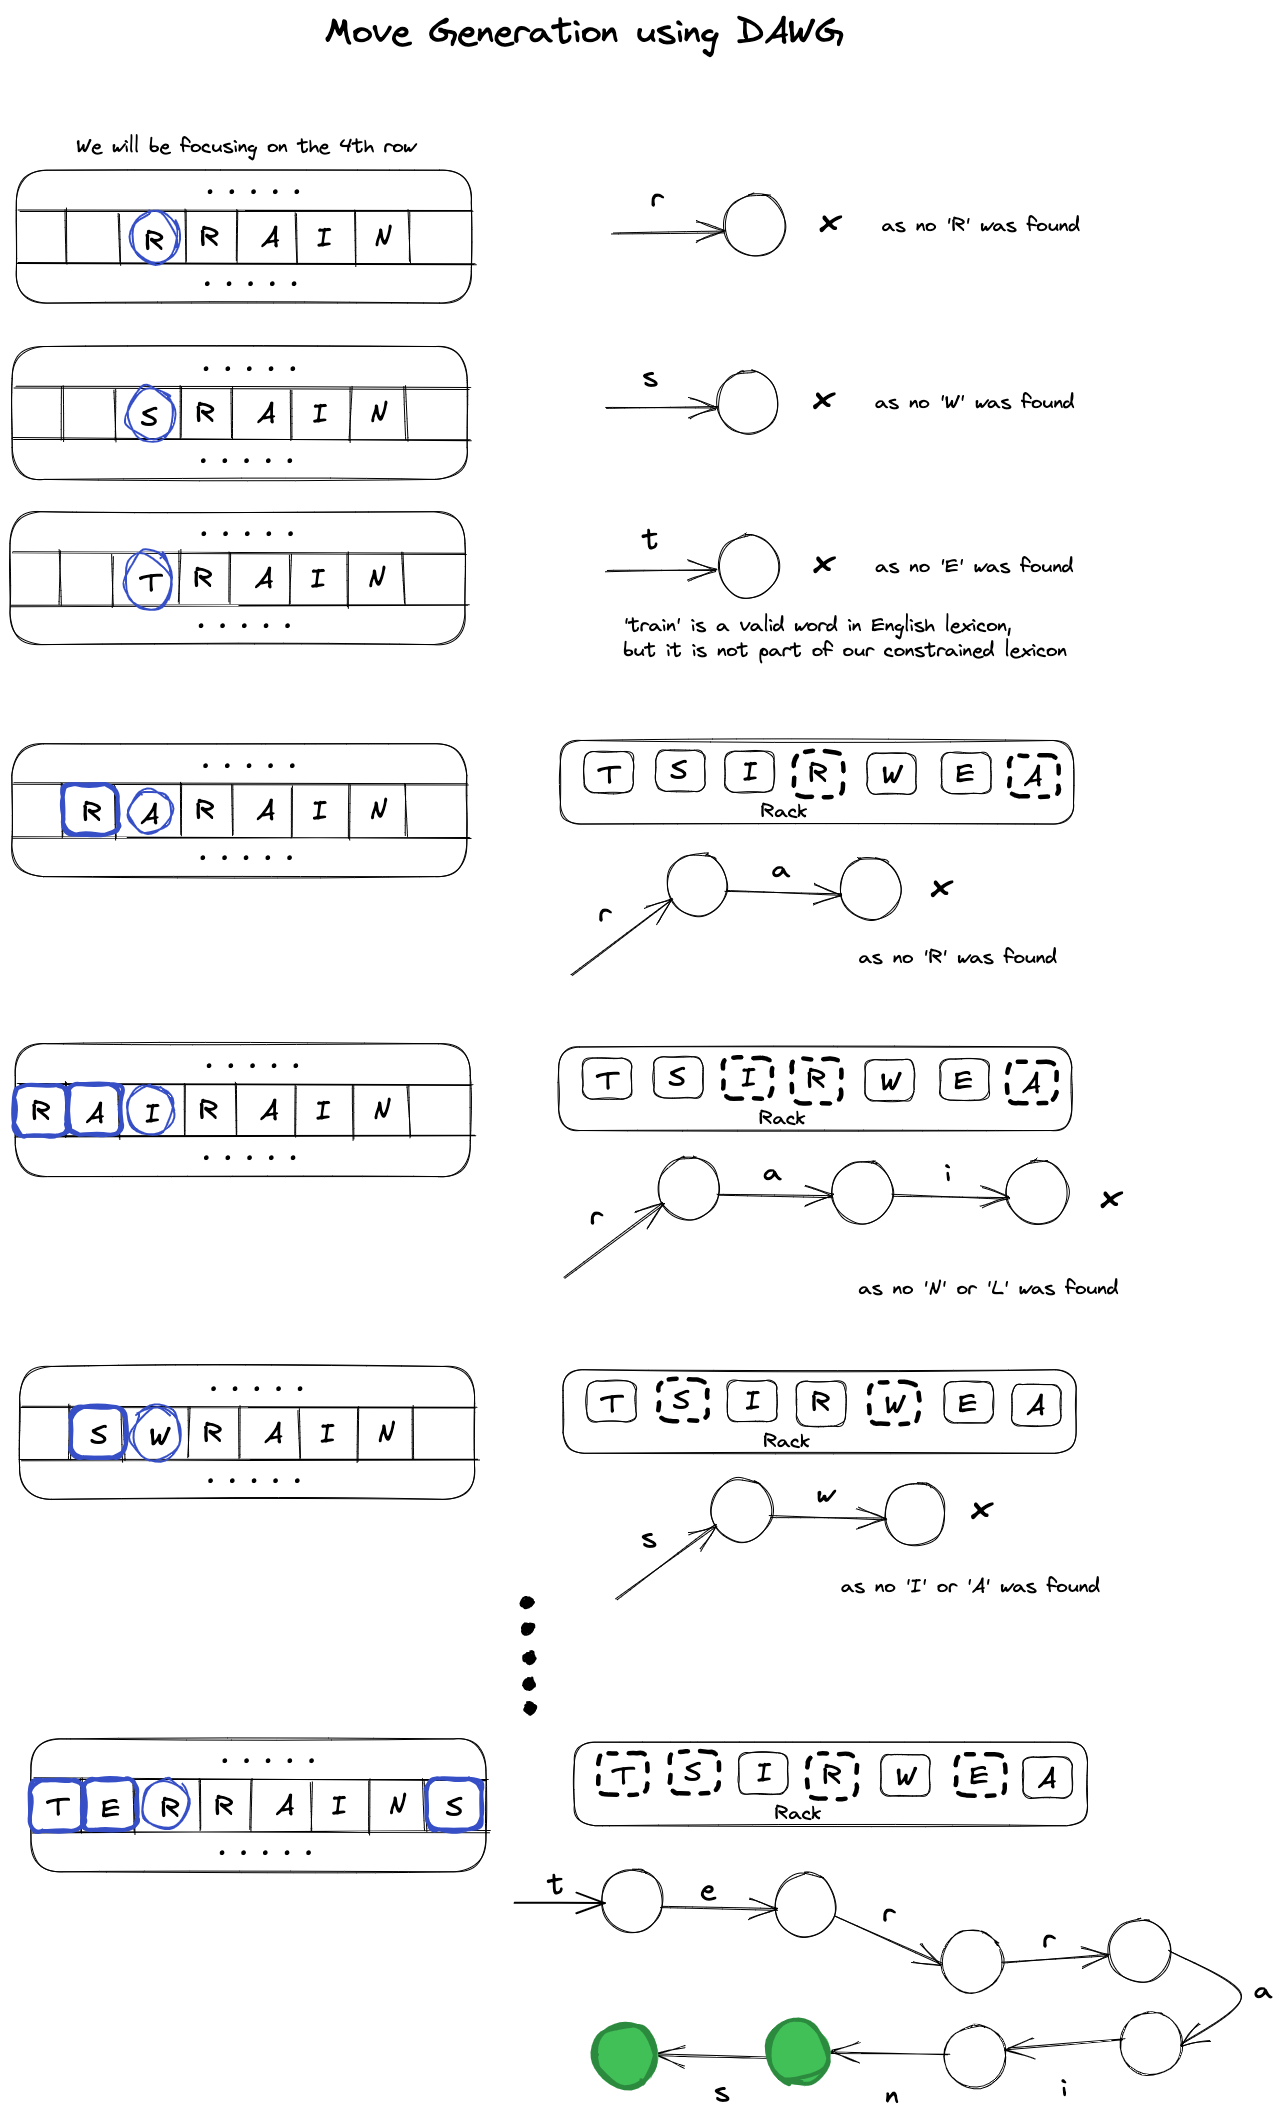 Move Generation using DAWG
We will be focusing on the 4th row
. . . . .
R R A I N
. . . . .
r
x as no 'R' was found
. . . . .
S R A I N
. . . . .
s
x as no 'W' was found
. . . . .
T R A I N
. . . . .
t
x as no 'E' was found
'train' is a valid word in English lexicon,
but it is not part of our constrained lexicon
. . . . .
R A R A I N
. . . . .
T S I R W E A
Rack
r a x
as no 'R' was found
. . . . .
R A I R A I N
. . . . .
T S I R W E A
Rack
r a i x
as no 'N' or 'L' was found
. . . . .
S W R A I N
. . . . .
T S I R W E A
Rack
s w x
as no 'I' or 'A' was found
. . . . .
T E R R A I N S
. . . . .
T S I R W E A
Rack
t e r r a
s n i